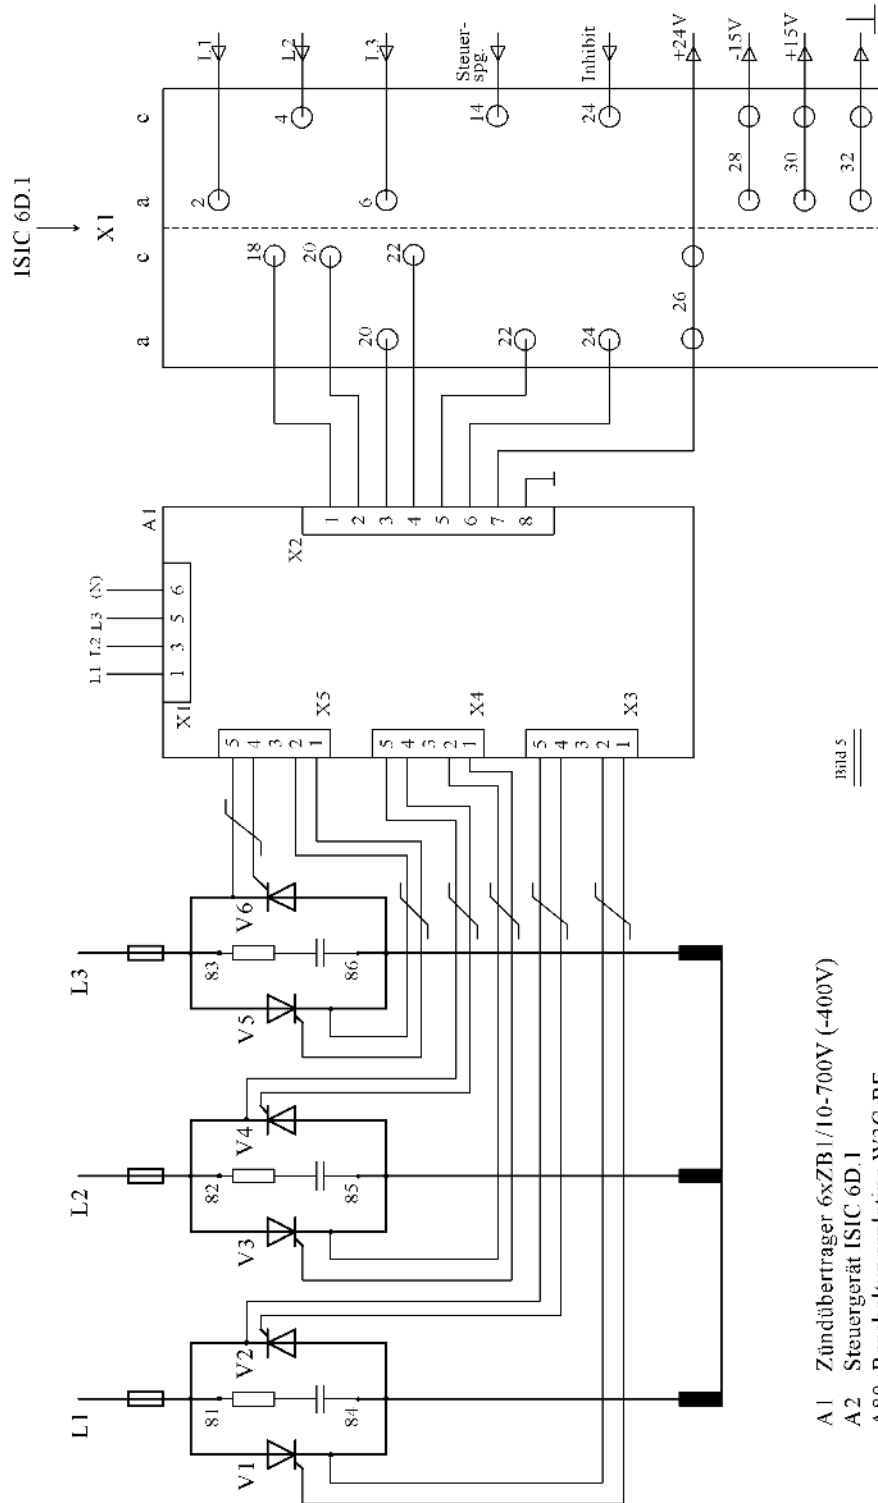 ISIC 6D.1
X1
a c a c
18 2 L1
20 4 L2
20 22 6 L3
22 14 Steuer-
spg.
24 24 Inhibit
26 +24V
28 -15V
30 +15V
32
A1
L1 L2 L3 (N)
X1 1 3 5 6
X2
1
2
3
4
5
6
7
8
X5
5
4
3
2
1
X4
5
4
3
2
1
X3
5
4
3
2
1
L1 L2 L3
V1 81 V2 V3 82 V4 V5 83 V6
84 85 86
Bild 5
A1 Zündübertrager 6xZB1/10-700V (-400V)
A2 Steuergerät ISIC 6D.1